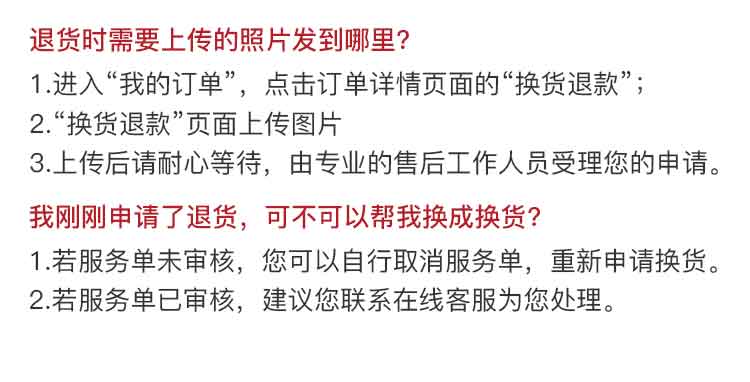 退货时需要上传的照片发到哪里？
1.进入“我的订单”，点击订单详情页面的“换货退款”；
2.“换货退款”页面上传图片
3.上传后请耐心等待，由专业的售后工作人员受理您的申请。
我刚刚申请了退货，可不可以帮我换成换货？
1.若服务单未审核，您可以自行取消服务单，重新申请换货。
2.若服务单已审核，建议您联系在线客服为您处理。